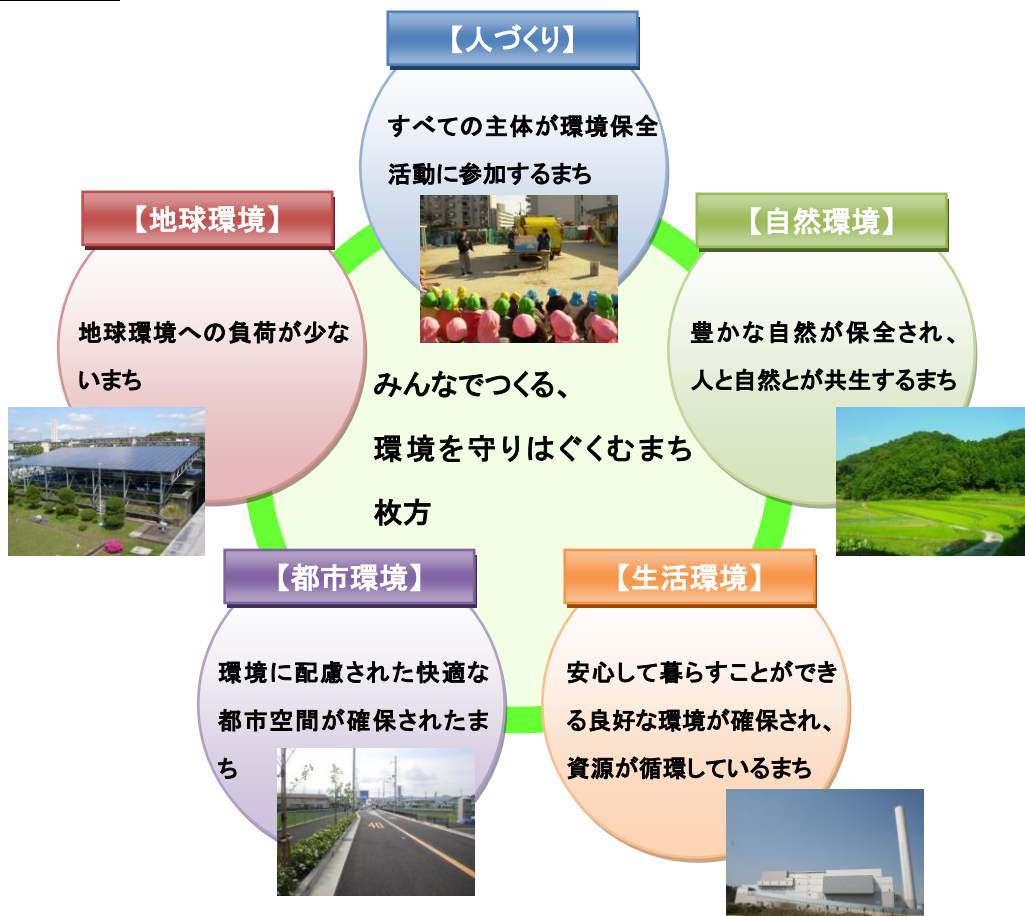 【人づくり】
すべての主体が環境保全
活動に参加するまち
【地球環境】
地球環境への負荷が少な
いまち
【自然環境】
豊かな自然が保全され、
人と自然とが共生するまち
みんなでつくる、
環境を守りはぐくむまち
枚方
【都市環境】
環境に配慮された快適な
都市空間が確保されたま
ち
40
【生活環境】
安心して暮らすことができ
る良好な環境が確保され、
資源が循環しているまち